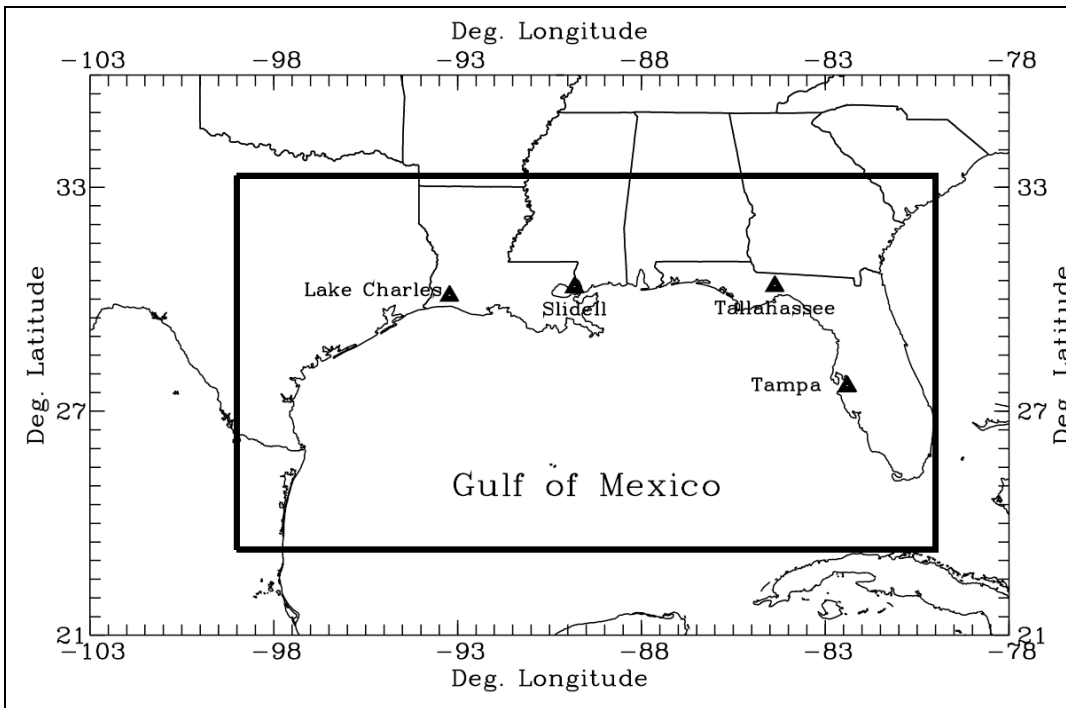 Deg. Longitude
-103 -98 -93 -88 -83 -78
33 33
Lake Charles
Slidell
Tallahassee
Tampa
27 27
Gulf of Mexico
21 21
-103 -98 -93 -88 -83 -78
Deg. Longitude
Deg. Latitude
Deg. Latitude